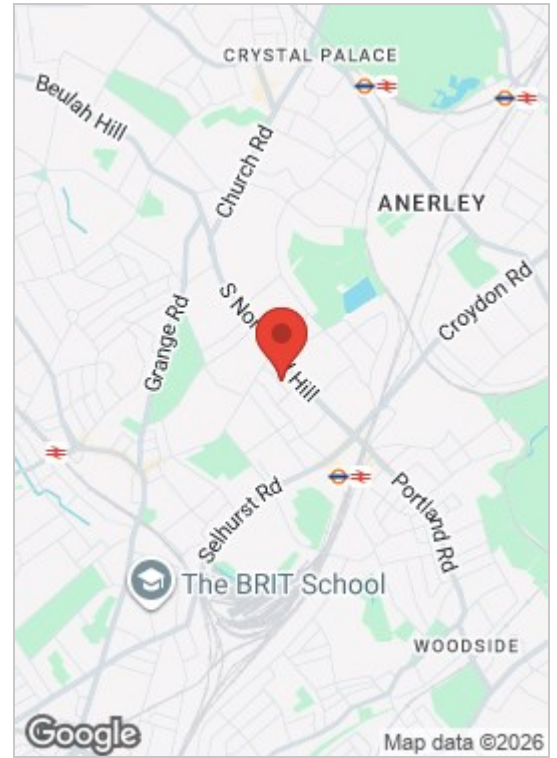 CRYSTAL PALACE
Beulah Hill
Church Rd
ANERLEY
S Nor
Hill
Croydon Rd
Grange Rd
Selhurst Rd
Portland Rd
The BRIT School
WOODSIDE
Google
Map data ©2026